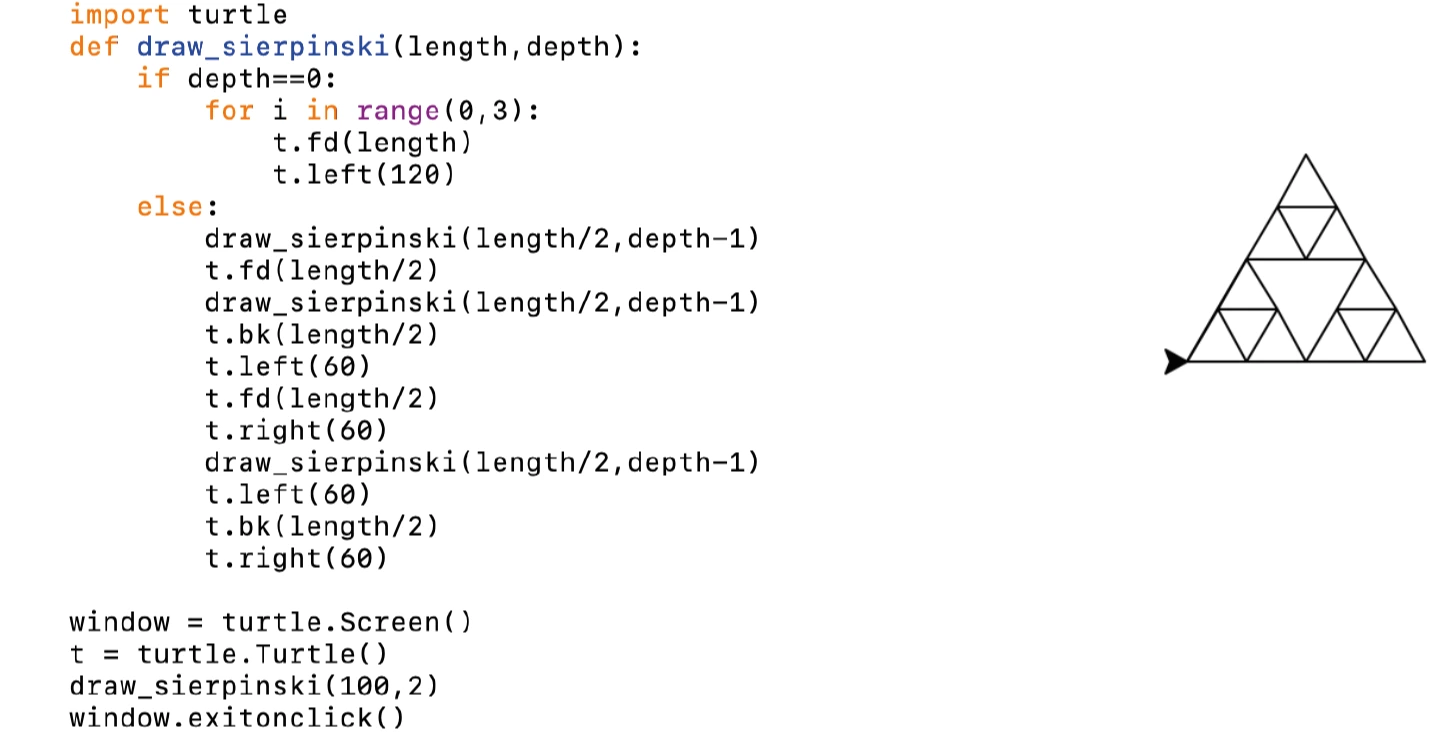 import turtle
def draw_sierpinski(length,depth):
    if depth==0:
        for i in range(0,3):
            t.fd(length)
            t.left(120)
    else:
        draw_sierpinski(length/2,depth-1)
        t.fd(length/2)
        draw_sierpinski(length/2,depth-1)
        t.bk(length/2)
        t.left(60)
        t.fd(length/2)
        t.right(60)
        draw_sierpinski(length/2,depth-1)
        t.left(60)
        t.bk(length/2)
        t.right(60)

window = turtle.Screen()
t = turtle.Turtle()
draw_sierpinski(100,2)
window.exitonclick()